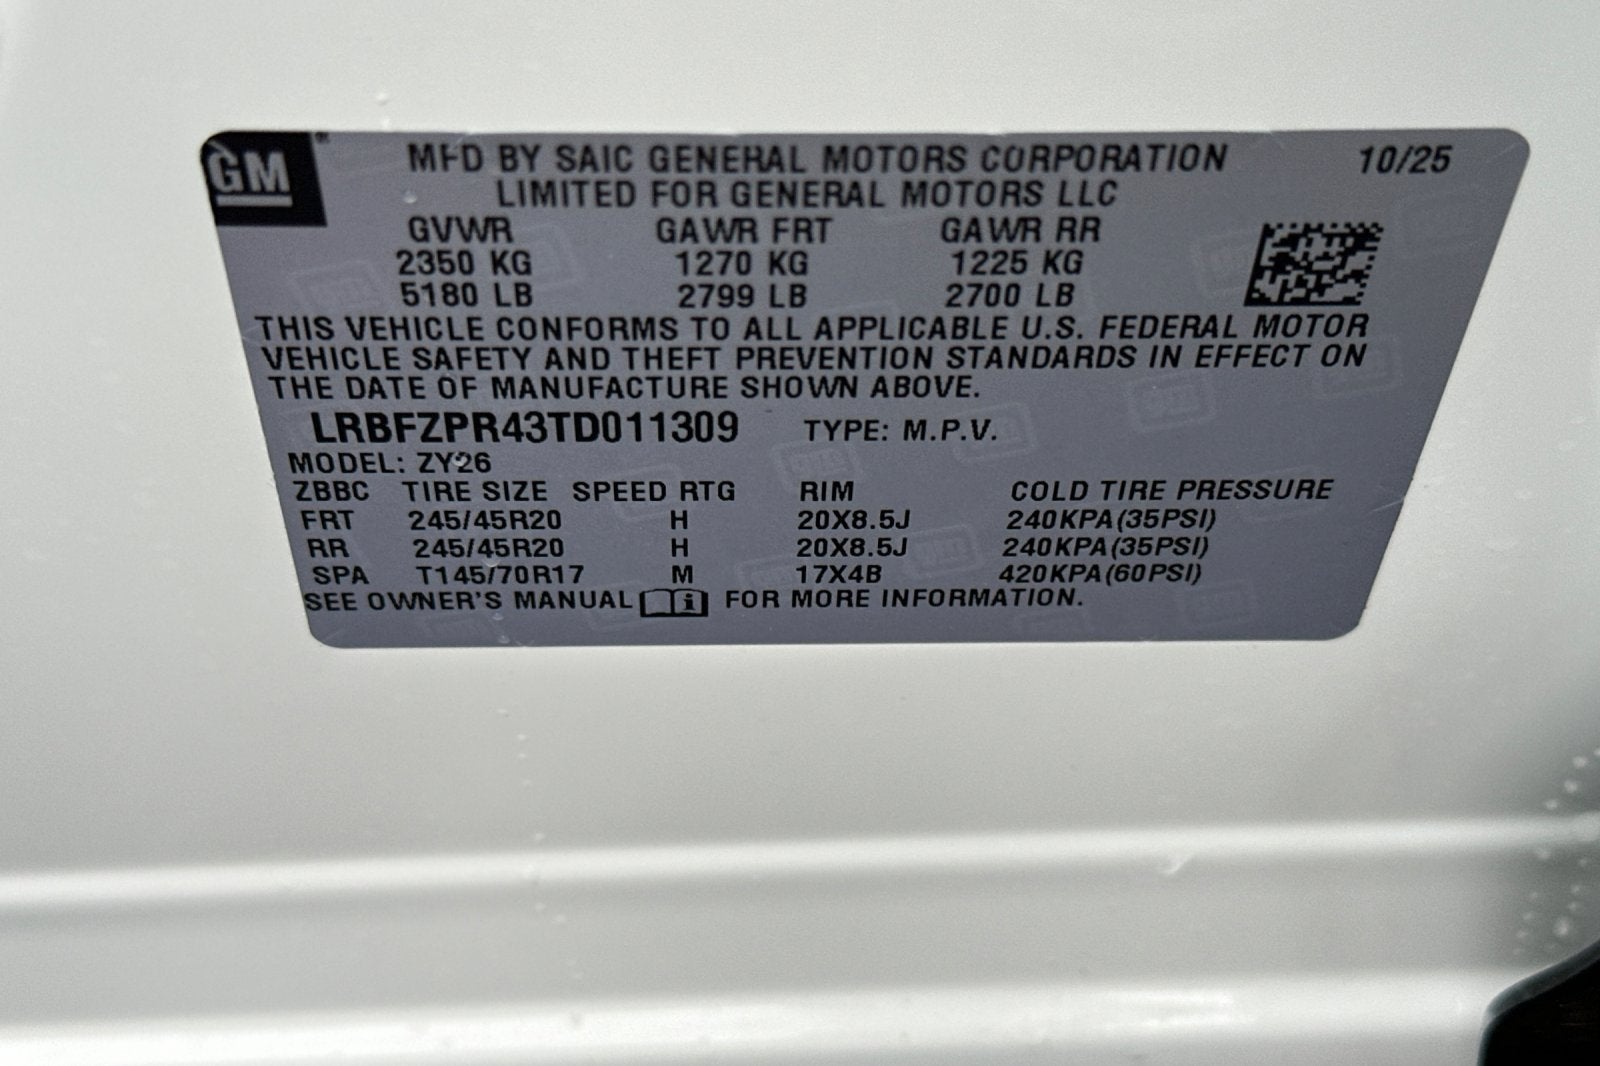 GM
MFD BY SAIC GENERAL MOTORS CORPORATION 10/25
LIMITED FOR GENERAL MOTORS LLC
GVWR GAWR FRT GAWR RR
2350 KG 1270 KG 1225 KG
5180 LB 2799 LB 2700 LB
THIS VEHICLE CONFORMS TO ALL APPLICABLE U.S. FEDERAL MOTOR
VEHICLE SAFETY AND THEFT PREVENTION STANDARDS IN EFFECT ON
THE DATE OF MANUFACTURE SHOWN ABOVE.
LRBFZPR43TD011309 TYPE: M.P.V.
MODEL: ZY26
ZBBC TIRE SIZE SPEED RTG RIM COLD TIRE PRESSURE
FRT 245/45R20 H 20X8.5J 240KPA(35PSI)
RR 245/45R20 H 20X8.5J 240KPA(35PSI)
SPA T145/70R17 M 17X4B 420KPA(60PSI)
SEE OWNER'S MANUAL i FOR MORE INFORMATION.